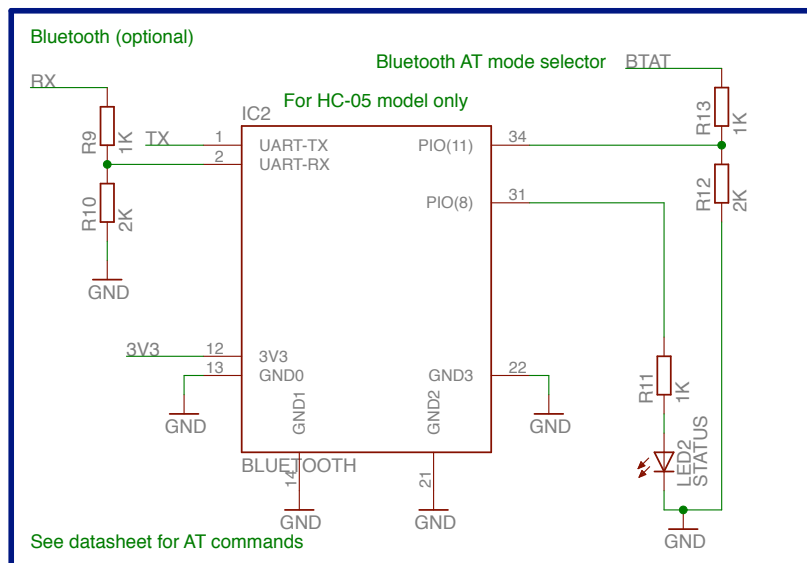 Bluetooth (optional)
Bluetooth AT mode selector
BTAT
RX
For HC-05 model only
IC2
R13
1K
R9
1K
TX
1
UART-TX
PIO(11)
34
2
UART-RX
R10
2K
R12
2K
PIO(8)
31
GND
3V3
12
3V3
13
GND0
GND3
22
R11
1K
GND
GND1
GND2
GND
BLUETOOTH
14
21
LED2
STATUS
GND
GND
GND
See datasheet for AT commands